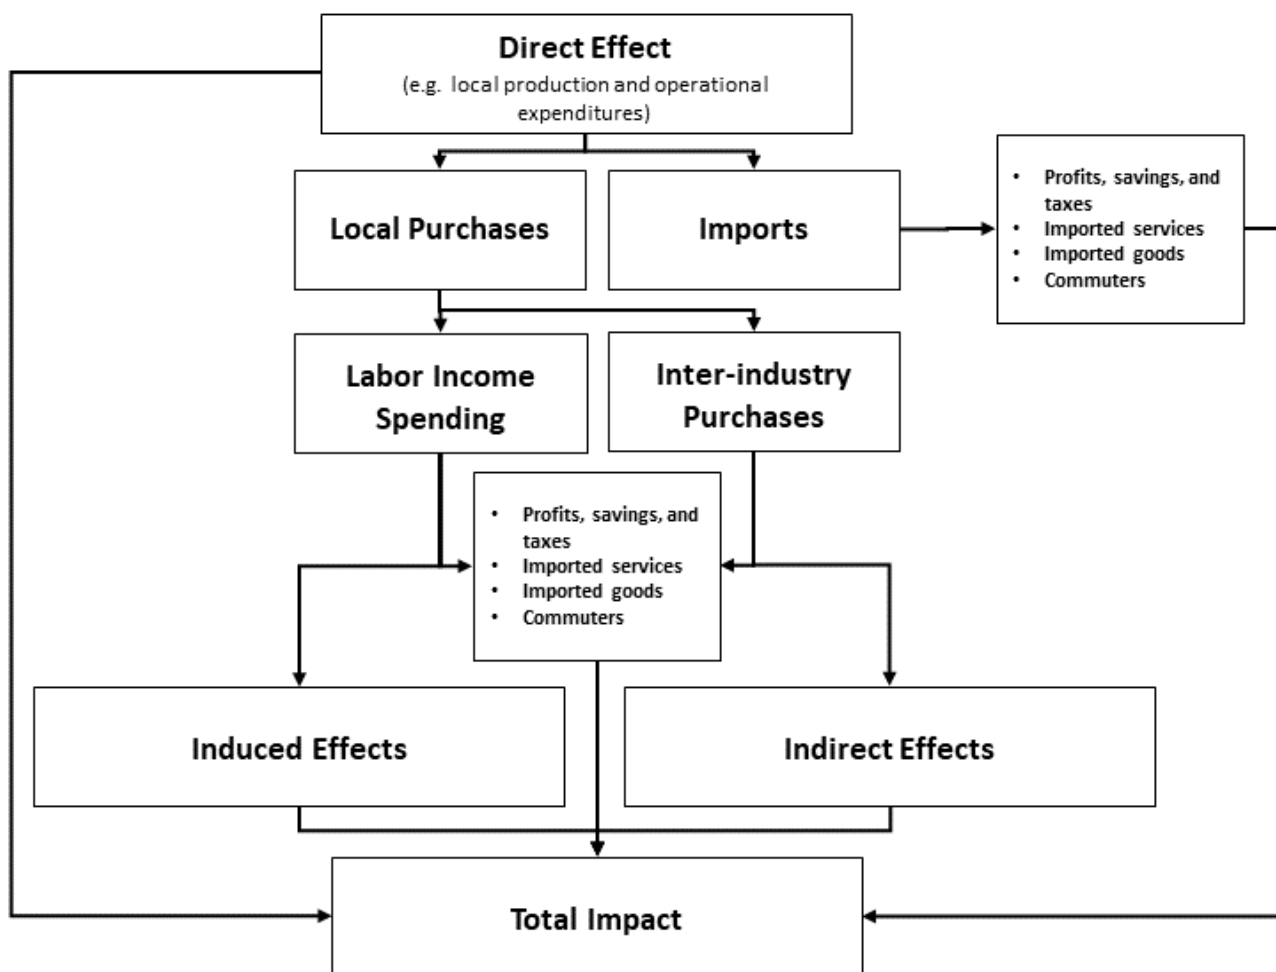 Direct Effect
(e.g. local production and operational
expenditures)
Local Purchases
Imports
• Profits, savings, and
taxes
• Imported services
• Imported goods
• Commuters
Labor Income
Spending
Inter-industry
Purchases
• Profits, savings, and
taxes
• Imported services
• Imported goods
• Commuters
Induced Effects
Indirect Effects
Total Impact